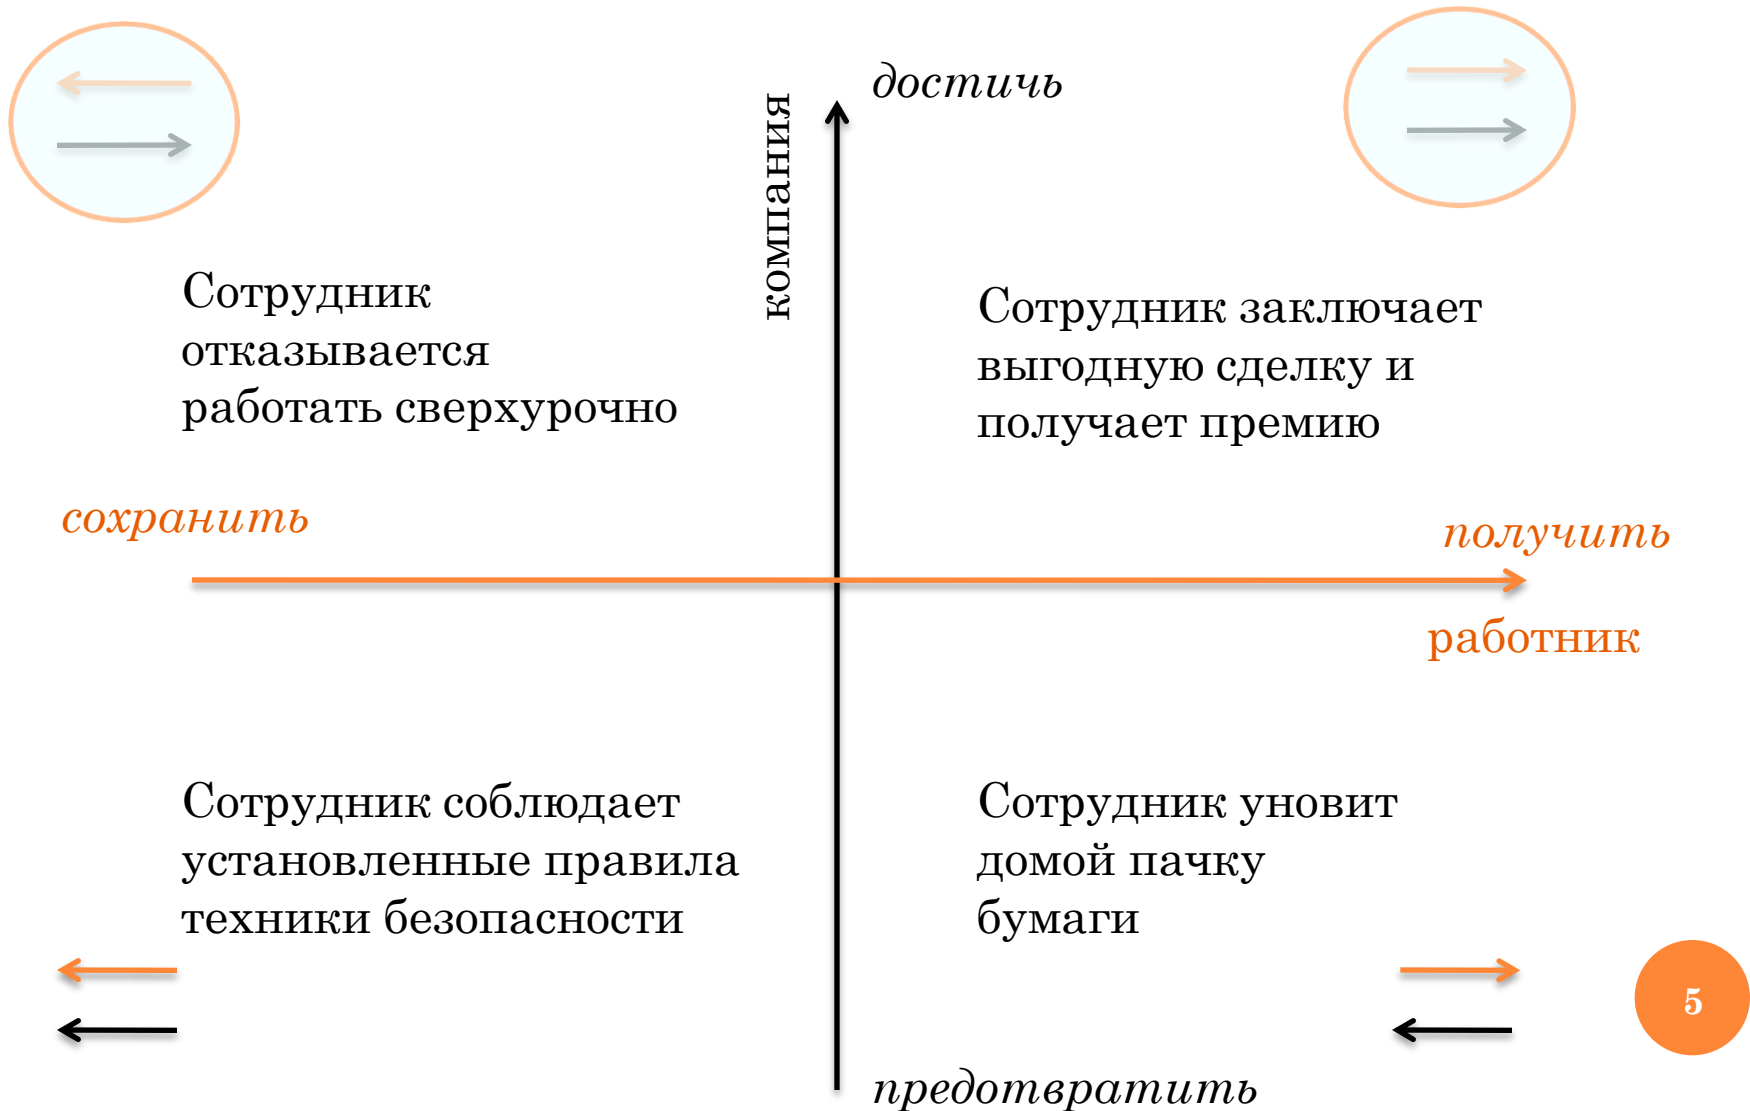 достичь
компания
Сотрудник
отказывается
работать сверхурочно
Сотрудник заключает
выгодную сделку и
получает премию
сохранить
получить
работник
Сотрудник соблюдает
установленные правила
техники безопасности
Сотрудник уновит
домой пачку
бумаги
5
предотвратить